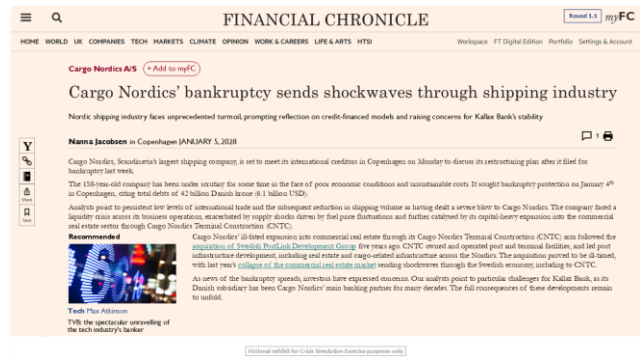 FINANCIAL CHRONICLE
Round 1.1
myFC
HOME WORLD UK COMPANIES TECH MARKETS CLIMATE OPINION WORK & CAREERS LIFE & ARTS HTSI
Workspace FT Digital Edition Portfolio Settings & Account
Cargo Nordics A/S
+ Add to myFC
Cargo Nordics' bankruptcy sends shockwaves through shipping industry
Nordic shipping industry faces unprecedented turmoil, prompting reflection on credit-financed models and raising concerns for Kallax Bank's stability
Nanna Jacobsen in Copenhagen JANUARY 5, 2028
1
Y
Share
Save
Cargo Nordics, Scandinavia's largest shipping company, is set to meet its international creditors in Copenhagen on Monday to discuss its restructuring plan after it filed for
bankruptcy last week.
The 158-year-old company has been under scrutiny for some time in the face of poor economic conditions and unsustainable costs. It sought bankruptcy protection on January 4th
in Copenhagen, citing total debts of 42 billion Danish krone (6.1 billion USD).
Analysts point to persistent low levels of international trade and the subsequent reduction in shipping volume as having dealt a severe blow to Cargo Nordics. The company faced a
liquidity crisis across its business operations, exacerbated by supply shocks driven by fuel price fluctuations and further catalysed by its capital-heavy expansion into the commercial
real estate sector through Cargo Nordics Terminal Construction (CNTC).
Recommended
Tech Max Atkinson
TVB: the spectacular unravelling of
the tech industry's banker
Cargo Nordics' ill-fated expansion into commercial real estate through its Cargo Nordics Terminal Construction (CNTC) arm followed the
acquisition of Swedish PostLink Development Group five years ago. CNTC owned and operated port and terminal facilities, and led post
infrastructure development, including real estate and cargo-related infrastructure across the Nordics. The acquisition proved to be ill-timed,
with last year's collapse of the commercial real estate market sending shockwaves through the Swedish economy, including to CNTC.
As news of the bankruptcy spreads, investors have expressed concerns. Our analysts point to particular challenges for Kallax Bank, as its
Danish subsidiary has been Cargo Nordics' main banking partner for many decades. The full consequences of these developments remain
to unfold.
Fictional exhibit for Crisis Simulation Exercise purposes only